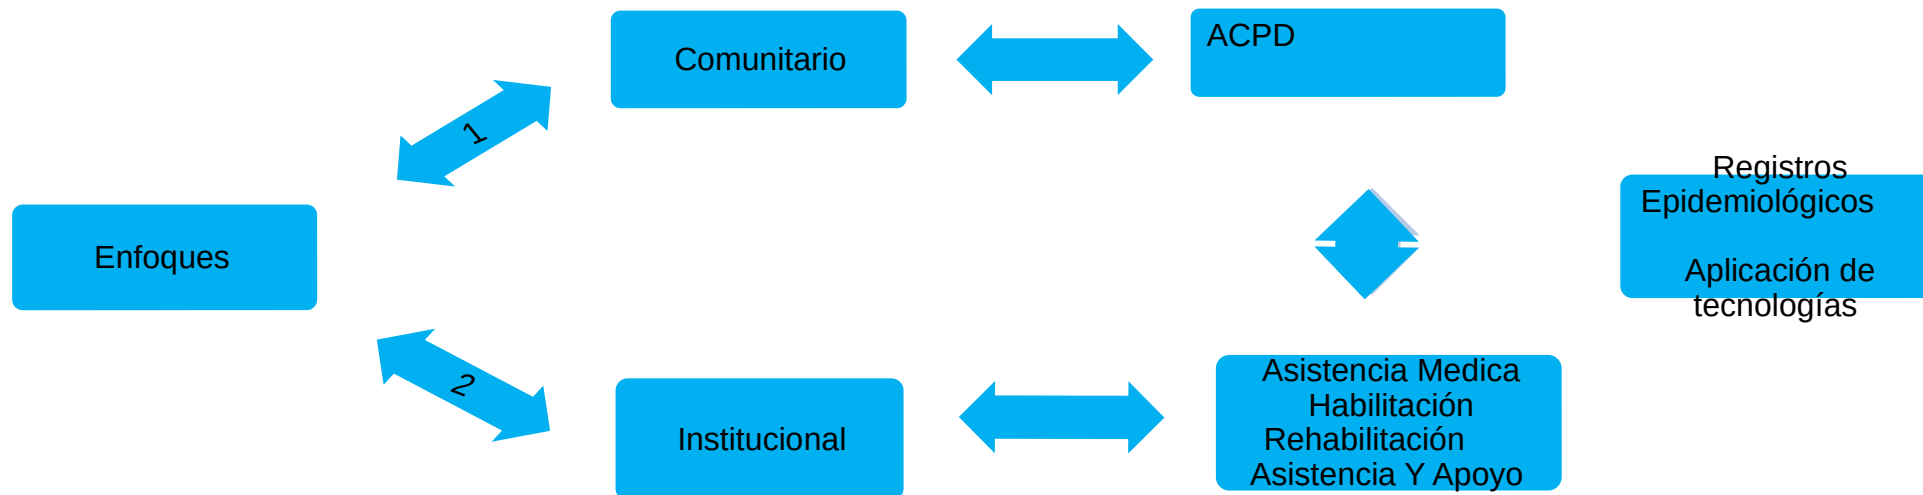 Comunitario
ACPD
1
Registros
Epidemiológicos
Aplicación de
tecnologías
Enfoques
2
Institucional
Asistencia Medica
Habilitación
Rehabilitación
Asistencia Y Apoyo